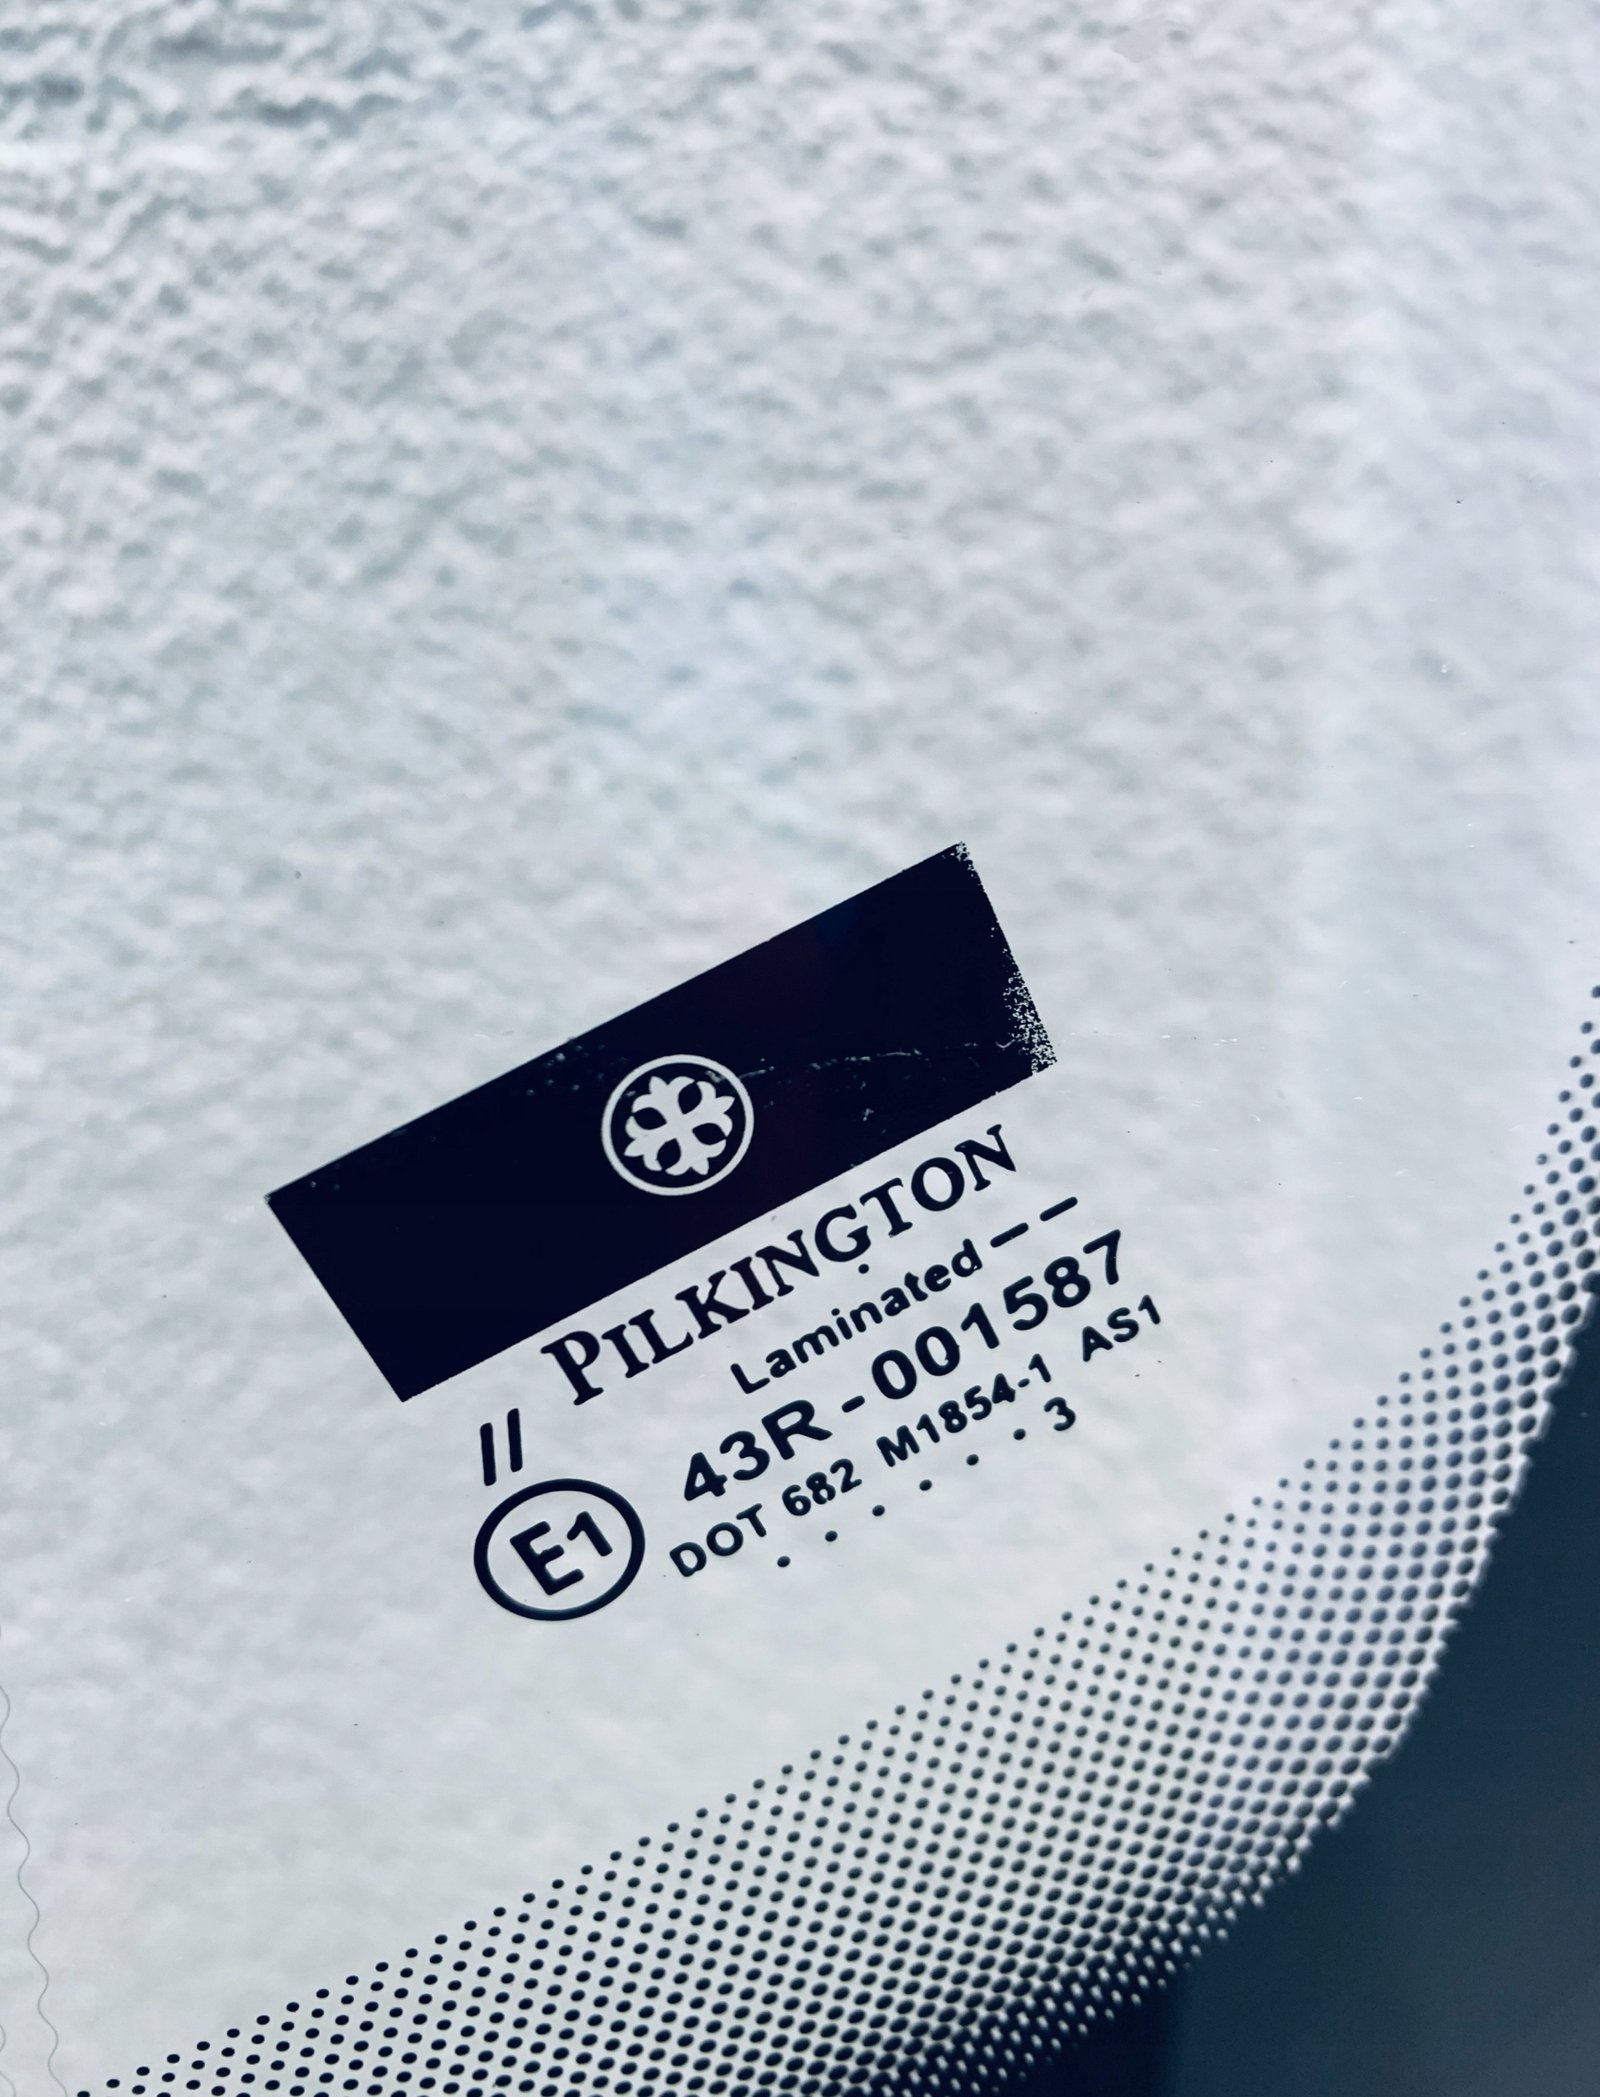 PILKINGTON
Laminated – –
//
43R-001587
E1
DOT 682 M1854-1 AS1
. . . . . . 3